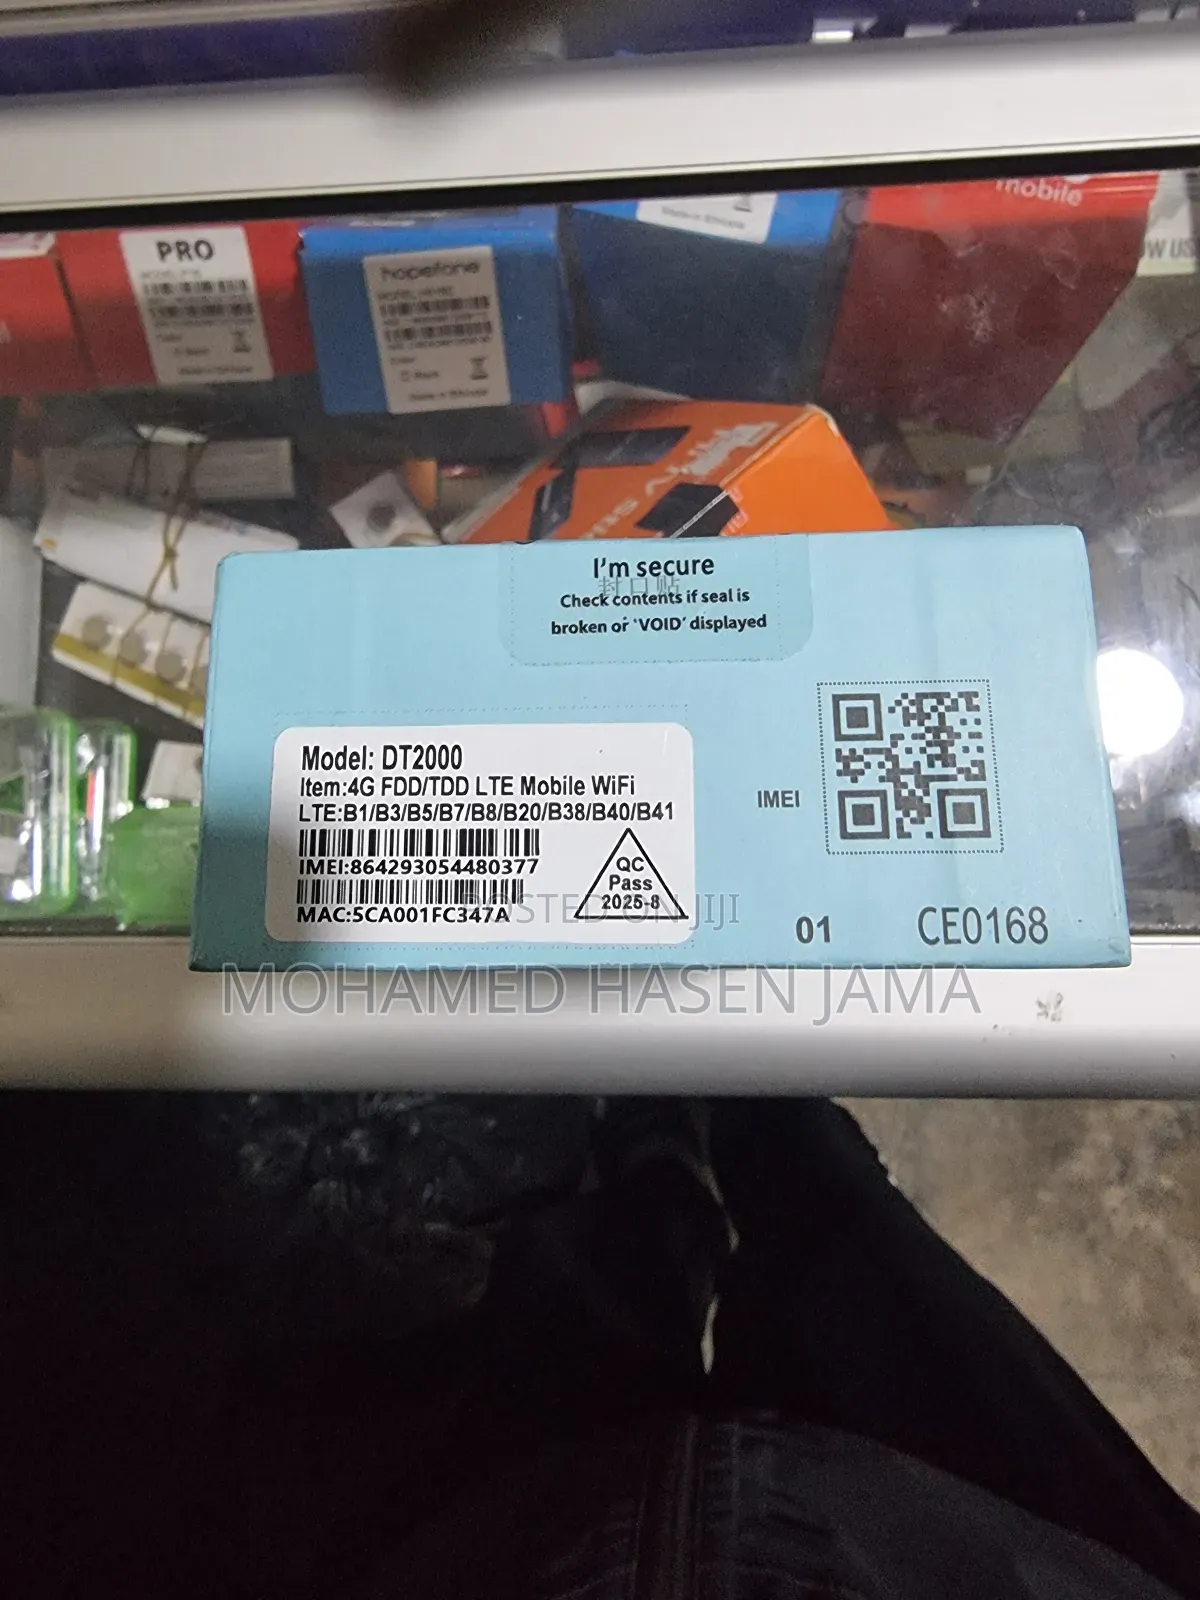 mobile
OW US
PRO
hopefone
I'm secure
封口贴
Check contents if seal is
broken or 'VOID' displayed
Model: DT2000
Item:4G FDD/TDD LTE Mobile WiFi
LTE:B1/B3/B5/B7/B8/B20/B38/B40/B41
IMEI:864293054480377
MAC:5CA001FC347A
QC
Pass
2025-8
IMEI
01
CE0168
POSTED ON JIJI
MOHAMED HASEN JAMA